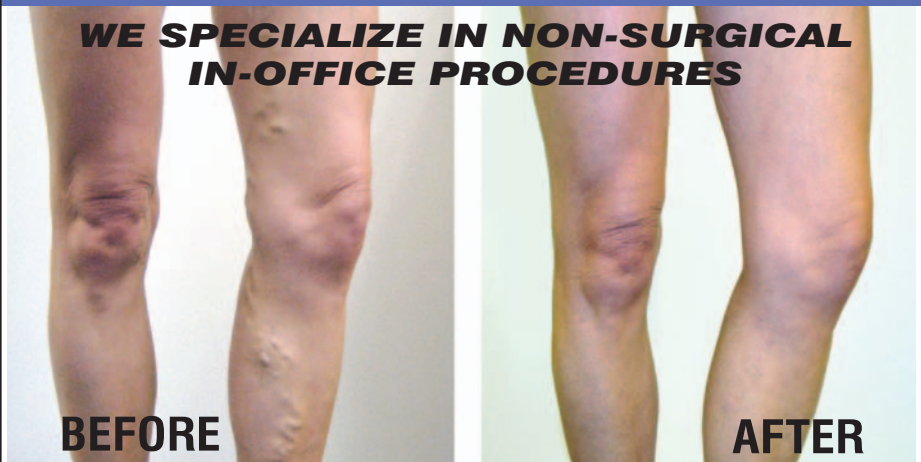 WE SPECIALIZE IN NON-SURGICAL
IN-OFFICE PROCEDURES
BEFORE
AFTER